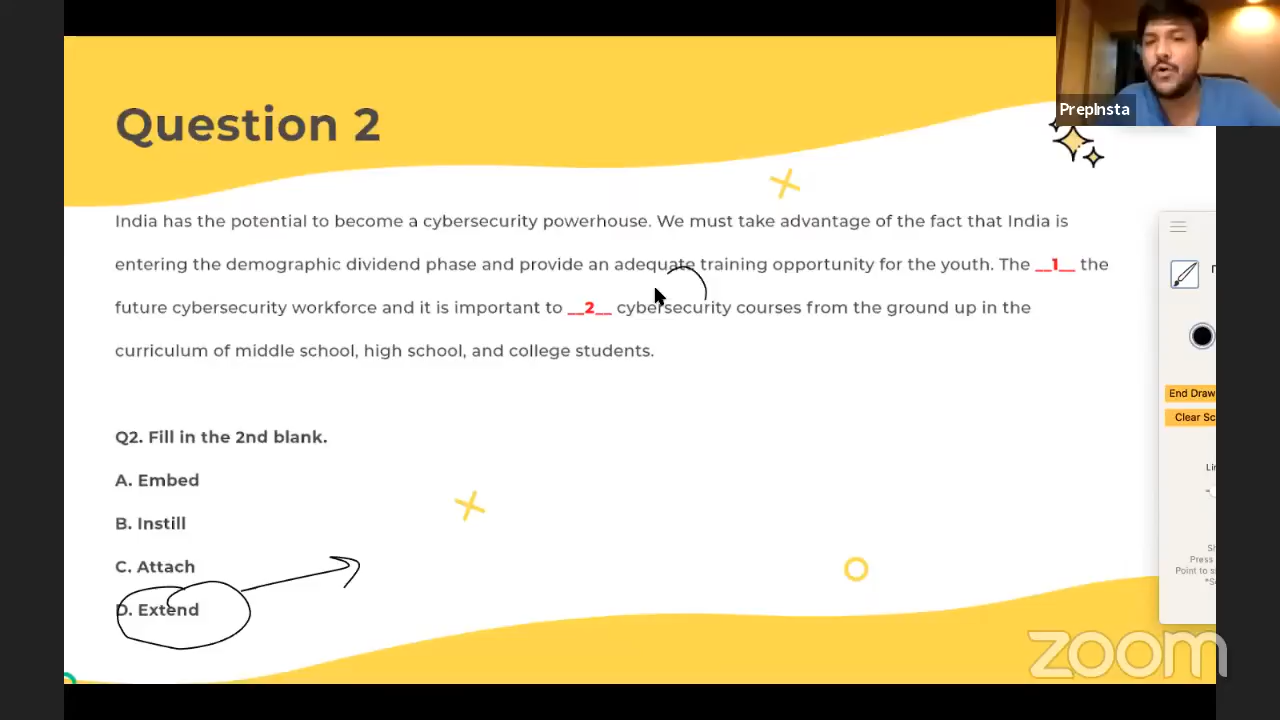 PrepInsta
Question 2
India has the potential to become a cybersecurity powerhouse. We must take advantage of the fact that India is
entering the demographic dividend phase and provide an adequate training opportunity for the youth. The __1__ the
future cybersecurity workforce and it is important to __2__ cybersecurity courses from the ground up in the
curriculum of middle school, high school, and college students.
Q2. Fill in the 2nd blank.
A. Embed
B. Instill
C. Attach
D. Extend
End Draw
Clear Sc
Press
Point to s
zoom